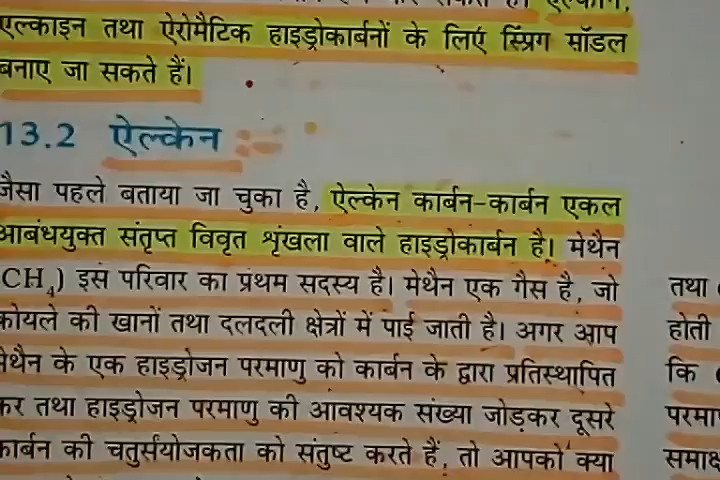 एल्काइन तथा ऐरोमैटिक हाइड्रोकार्बनों के लिए स्प्रिंग मॉडल
बनाए जा सकते हैं।
13.2 ऐल्केन
जैसा पहले बताया जा चुका है, ऐल्केन कार्बन-कार्बन एकल
आबंधयुक्त संतृप्त विवृत शृंखला वाले हाइड्रोकार्बन है। मेथैन
CH₄) इस परिवार का प्रथम सदस्य है। मेथैन एक गैस है, जो
कोयले की खानों तथा दलदली क्षेत्रों में पाई जाती है। अगर आप
मेथैन के एक हाइड्रोजन परमाणु को कार्बन के द्वारा प्रतिस्थापित
कर तथा हाइड्रोजन परमाणु की आवश्यक संख्या जोड़कर दूसरे
कार्बन की चतुर्संयोजकता को संतुष्ट करते हैं, तो आपको क्या
तथा
होती
कि
परमा
समाक्ष